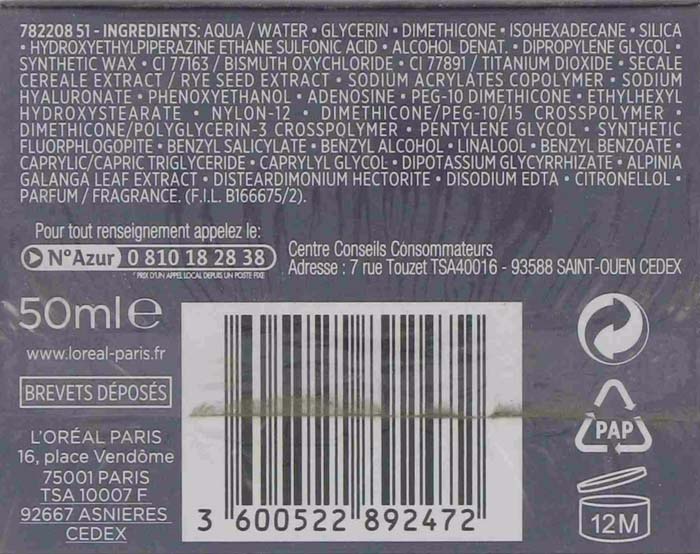 782208 51 - INGREDIENTS: AQUA / WATER • GLYCERIN • DIMETHICONE • ISOHEXADECANE • SILICA
• HYDROXYETHYLPIPERAZINE ETHANE SULFONIC ACID • ALCOHOL DENAT. • DIPROPYLENE GLYCOL •
SYNTHETIC WAX • CI 77163 / BISMUTH OXYCHLORIDE • CI 77891 / TITANIUM DIOXIDE • SECALE
CEREALE EXTRACT / RYE SEED EXTRACT • SODIUM ACRYLATES COPOLYMER • SODIUM
HYALURONATE • PHENOXYETHANOL • ADENOSINE • PEG-10 DIMETHICONE • ETHYLHEXYL
HYDROXYSTEARATE • NYLON-12 • DIMETHICONE/PEG-10/15 CROSSPOLYMER •
DIMETHICONE/POLYGLYCERIN-3 CROSSPOLYMER • PENTYLENE GLYCOL • SYNTHETIC
FLUORPHLOGOPITE • BENZYL SALICYLATE • BENZYL ALCOHOL • LINALOOL • BENZYL BENZOATE •
CAPRYLIC/CAPRIC TRIGLYCERIDE • CAPRYLYL GLYCOL • DIPOTASSIUM GLYCYRRHIZATE • ALPINIA
GALANGA LEAF EXTRACT • DISTEARDIMONIUM HECTORITE • DISODIUM EDTA • CITRONELLOL •
PARFUM / FRAGRANCE. (F.I.L. B166675/2).
Pour tout renseignement appelez le:
N°Azur 0 810 18 28 38
PRIX D'UN APPEL LOCAL DEPUIS UN POSTE FIXE
Centre Conseils Consommateurs
Adresse : 7 rue Touzet TSA40016 - 93588 SAINT-OUEN CEDEX
50ml e
www.loreal-paris.fr
BREVETS DÉPOSÉS
L'ORÉAL PARIS
16, place Vendôme
75001 PARIS
TSA 10007 F
92667 ASNIERES
CEDEX
3 600522 892472
PAP
12M